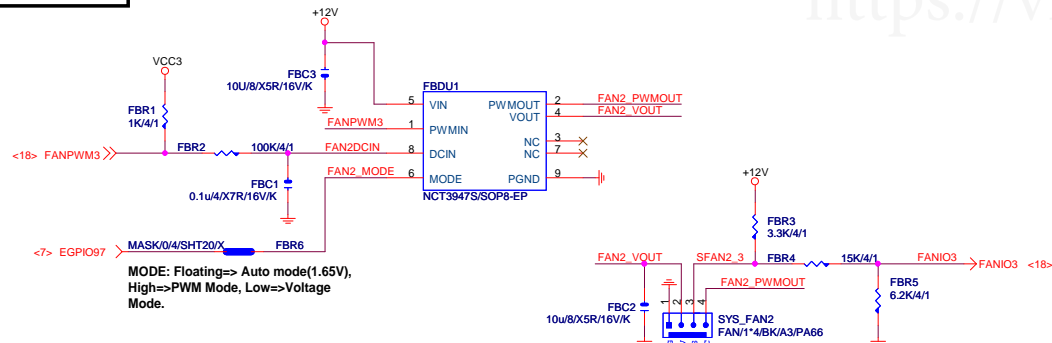 https://v
+12V
VCC3
FBC3
10U/8/X5R/16V/K
FBDU1
FBR1
1K/4/1
5 VIN
PWMOUT 2 FAN2_PWMOUT
VOUT 4 FAN2_VOUT
FANPWM3 1 PWMIN
NC 3
<18> FANPWM3
FBR2 100K/4/1 FAN2DCIN 8 DCIN
NC 7
FAN2_MODE 6 MODE
PGND 9
FBC1
0.1u/4/X7R/16V/K
NCT3947S/SOP8-EP
+12V
<7> EGPIO97
MASK/0/4/SHT20/X
FBR6
MODE: Floating=> Auto mode(1.65V),
High=>PWM Mode, Low=>Voltage
Mode.
FBR3
3.3K/4/1
FAN2_VOUT
SFAN2_3
FBR4
15K/4/1
FANIO3
FANIO3 <18>
FAN2_PWMOUT
FBR5
6.2K/4/1
FBC2
10u/8/X5R/16V/K
1 2 3 4
SYS_FAN2
FAN/1*4/BK/A3/PA66